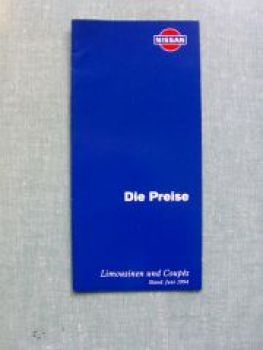 NISSAN
Die Preise
Limousinen und Coupés
Stand: Juni 1994